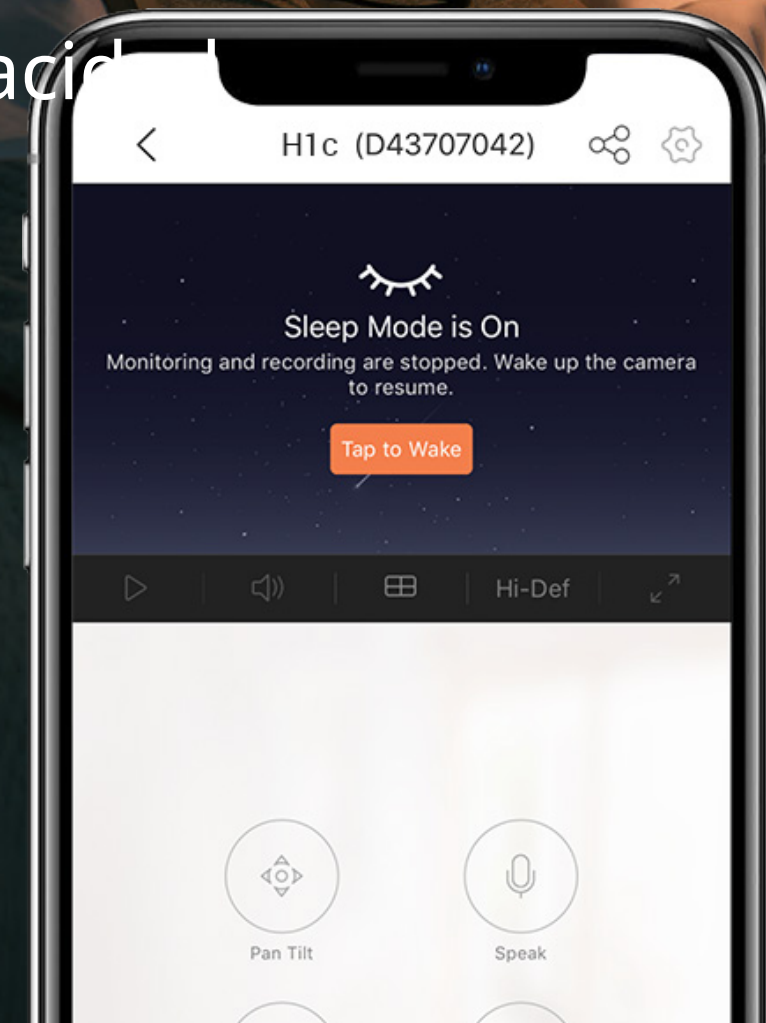 H1c (D43707042)
Sleep Mode is On
Monitoring and recording are stopped. Wake up the camera
to resume.
Tap to Wake
Hi-Def
Pan Tilt
Speak